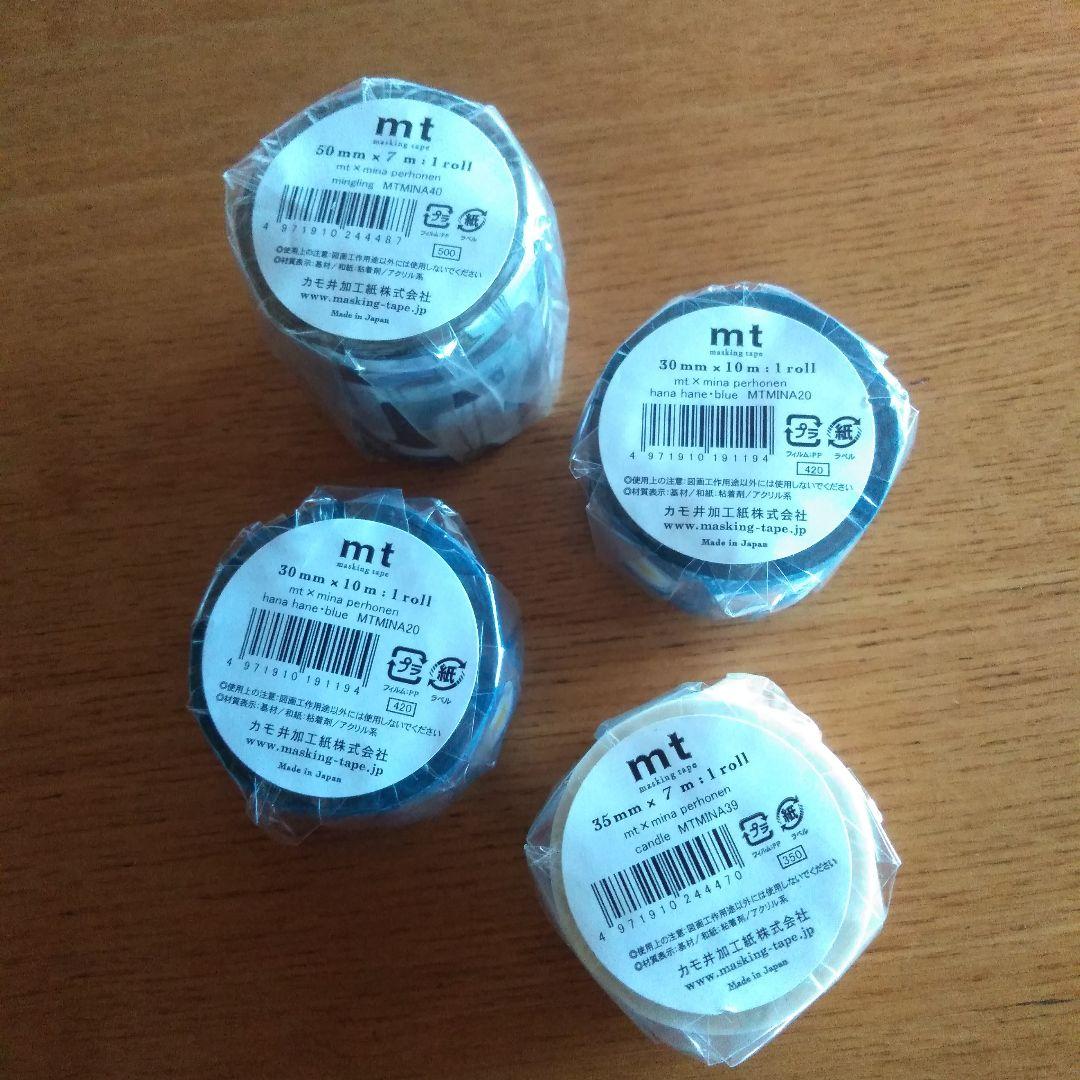 mt
masking tape
50mm × 7 m : 1 roll
mt × mina perhonen
mingling MTMINA40
4 971910 244487
プラ
フィルム:PP
紙
ラベル
500
◎使用上の注意:図画工作用途以外には使用しないでください
◎材質表示:基材/和紙:粘着剤/アクリル系
カモ井加工紙株式会社
www.masking-tape.jp
Made in Japan
mt
masking tape
30mm × 10m : 1 roll
mt × mina perhonen
hana hane・blue MTMINA20
4 971910 191194
プラ
フィルム:PP
紙
ラベル
420
◎使用上の注意:図画工作用途以外には使用しないでください
◎材質表示:基材/和紙:粘着剤/アクリル系
カモ井加工紙株式会社
www.masking-tape.jp
Made in Japan
mt
masking tape
30mm × 10m : 1 roll
mt × mina perhonen
hana hane・blue MTMINA20
4 971910 191194
プラ
フィルム:PP
紙
ラベル
420
◎使用上の注意:図画工作用途以外には使用しないでください
◎材質表示:基材/和紙:粘着剤/アクリル系
カモ井加工紙株式会社
www.masking-tape.jp
Made in Japan
mt
masking tape
35mm × 7 m : 1 roll
mt × mina perhonen
candle MTMINA39
4 971910 244470
プラ
フィルム:PP
紙
ラベル
350
◎使用上の注意:図画工作用途以外には使用しないでください
◎材質表示:基材/和紙:粘着剤/アクリル系
カモ井加工紙株式会社
www.masking-tape.jp
Made in Japan